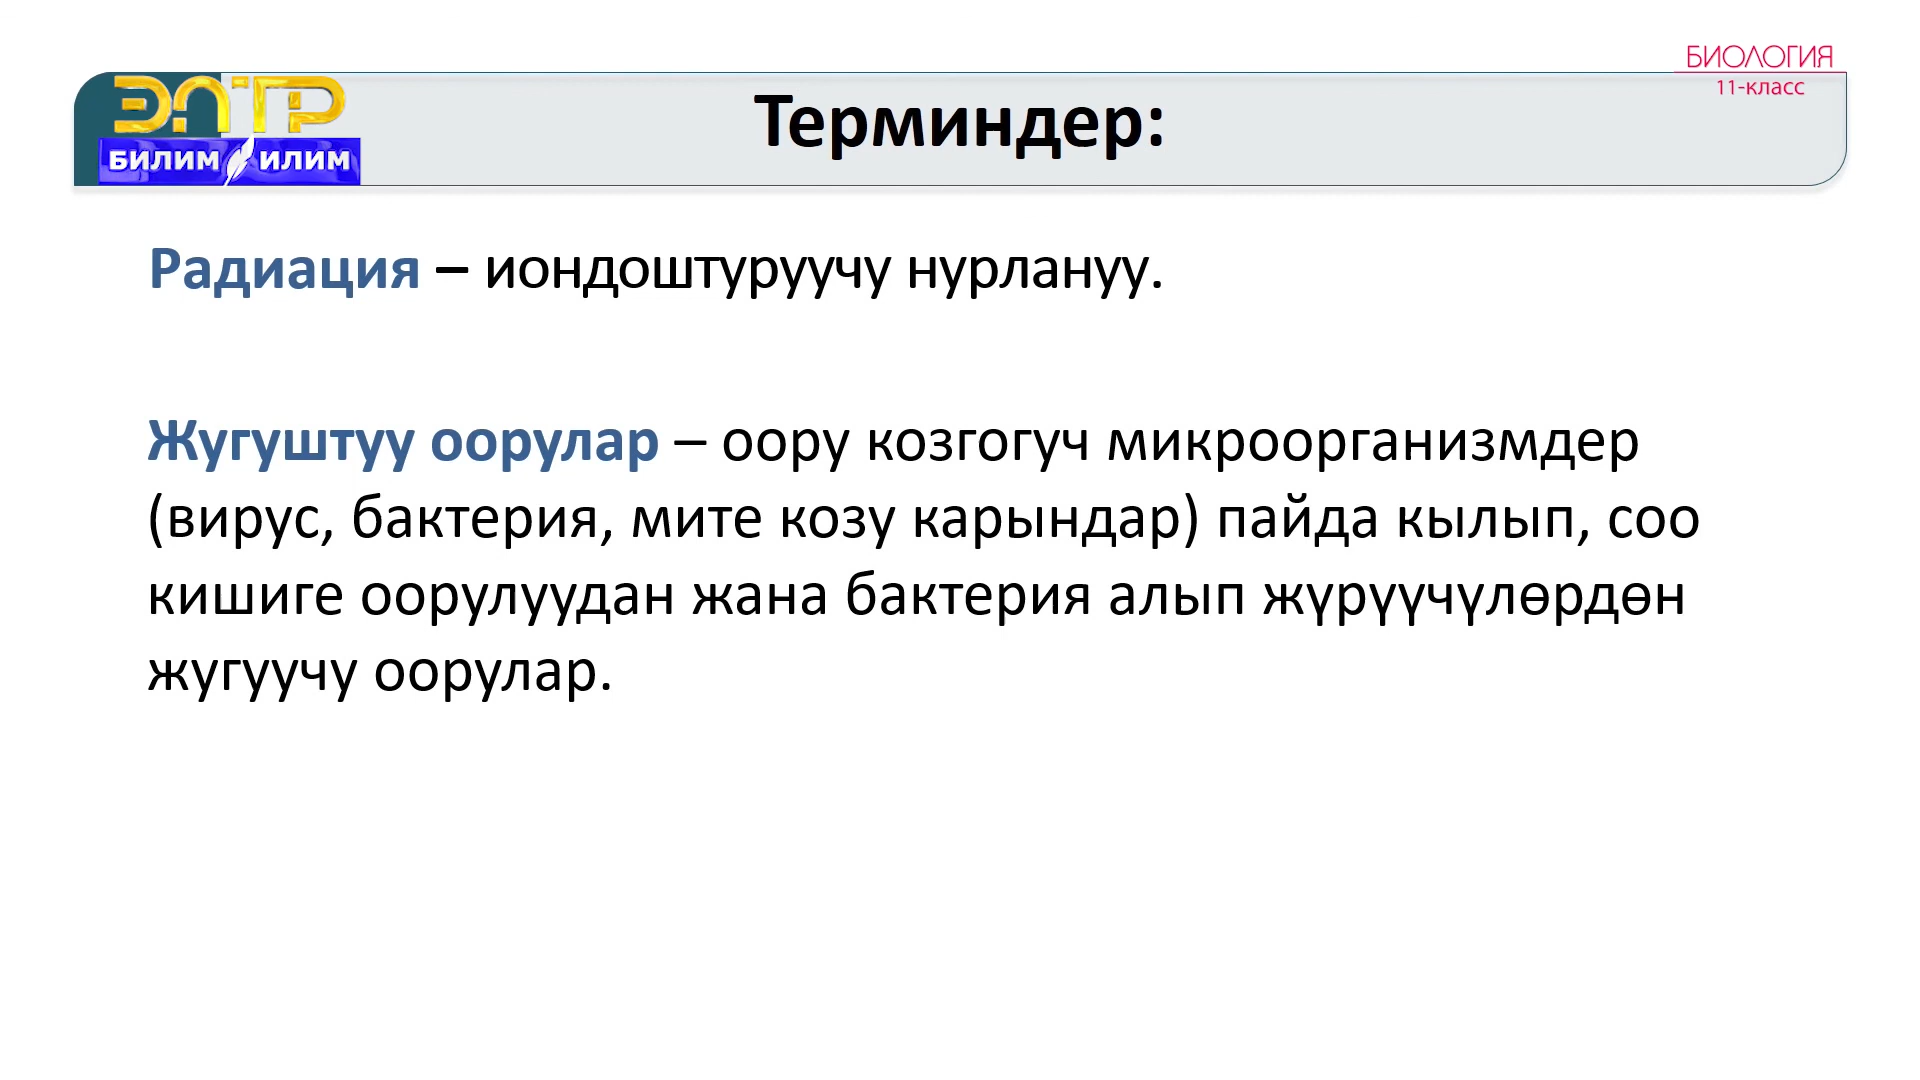 БИОЛОГИЯ
11-класс
ЭЛТР
БИЛИМ ИЛИМ
Терминдер:
Радиация – иондоштуруучу нурлануу.
Жугуштуу оорулар – оору козгогуч микроорганизмдер
(вирус, бактерия, мите козу карындар) пайда кылып, соо
кишиге оорулуудан жана бактерия алып жүрүүчүлөрдөн
жугуучу оорулар.